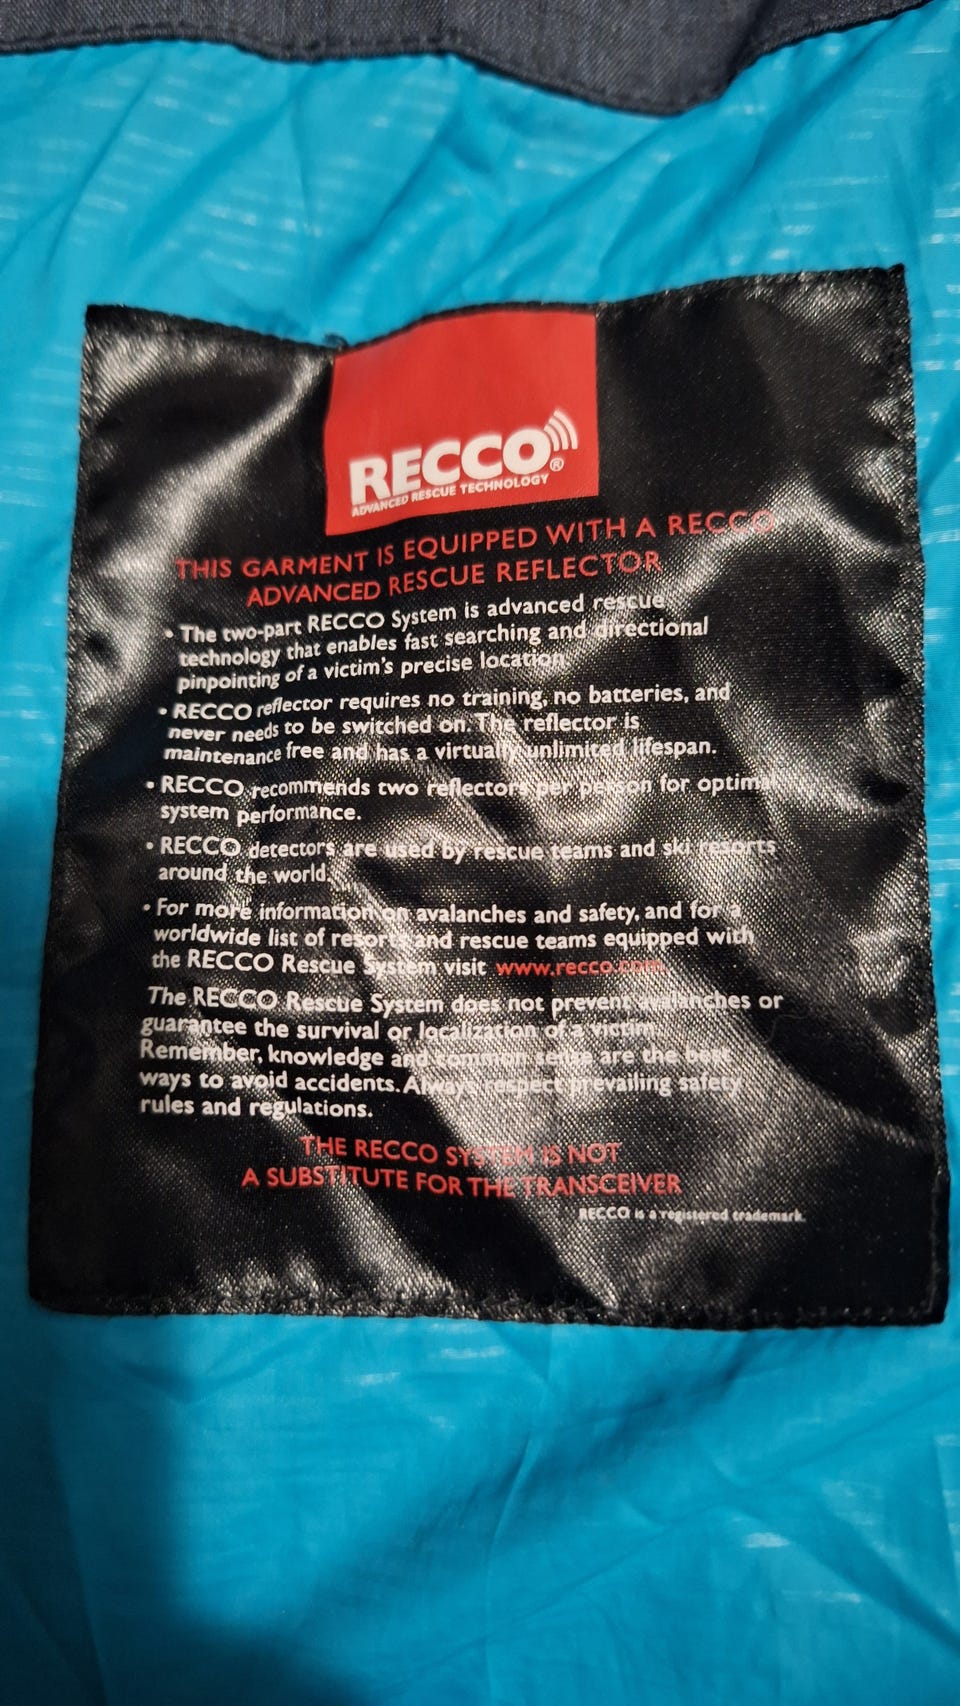 RECCO®
ADVANCED RESCUE TECHNOLOGY
THIS GARMENT IS EQUIPPED WITH A RECCO
ADVANCED RESCUE REFLECTOR
• The two-part RECCO System is advanced rescue
technology that enables fast searching and directional
pinpointing of a victim's precise location.
• RECCO reflector requires no training, no batteries, and
never needs to be switched on. The reflector is
maintenance free and has a virtually unlimited lifespan.
• RECCO recommends two reflectors per person for optimal
system performance.
• RECCO detectors are used by rescue teams and ski resorts
around the world.
• For more information on avalanches and safety, and for a
worldwide list of resorts and rescue teams equipped with
the RECCO Rescue System visit www.recco.com.
The RECCO Rescue System does not prevent avalanches or
guarantee the survival or localization of a victim.
Remember, knowledge and common sense are the best
ways to avoid accidents. Always respect prevailing safety
rules and regulations.
THE RECCO SYSTEM IS NOT
A SUBSTITUTE FOR THE TRANSCEIVER
RECCO is a registered trademark.